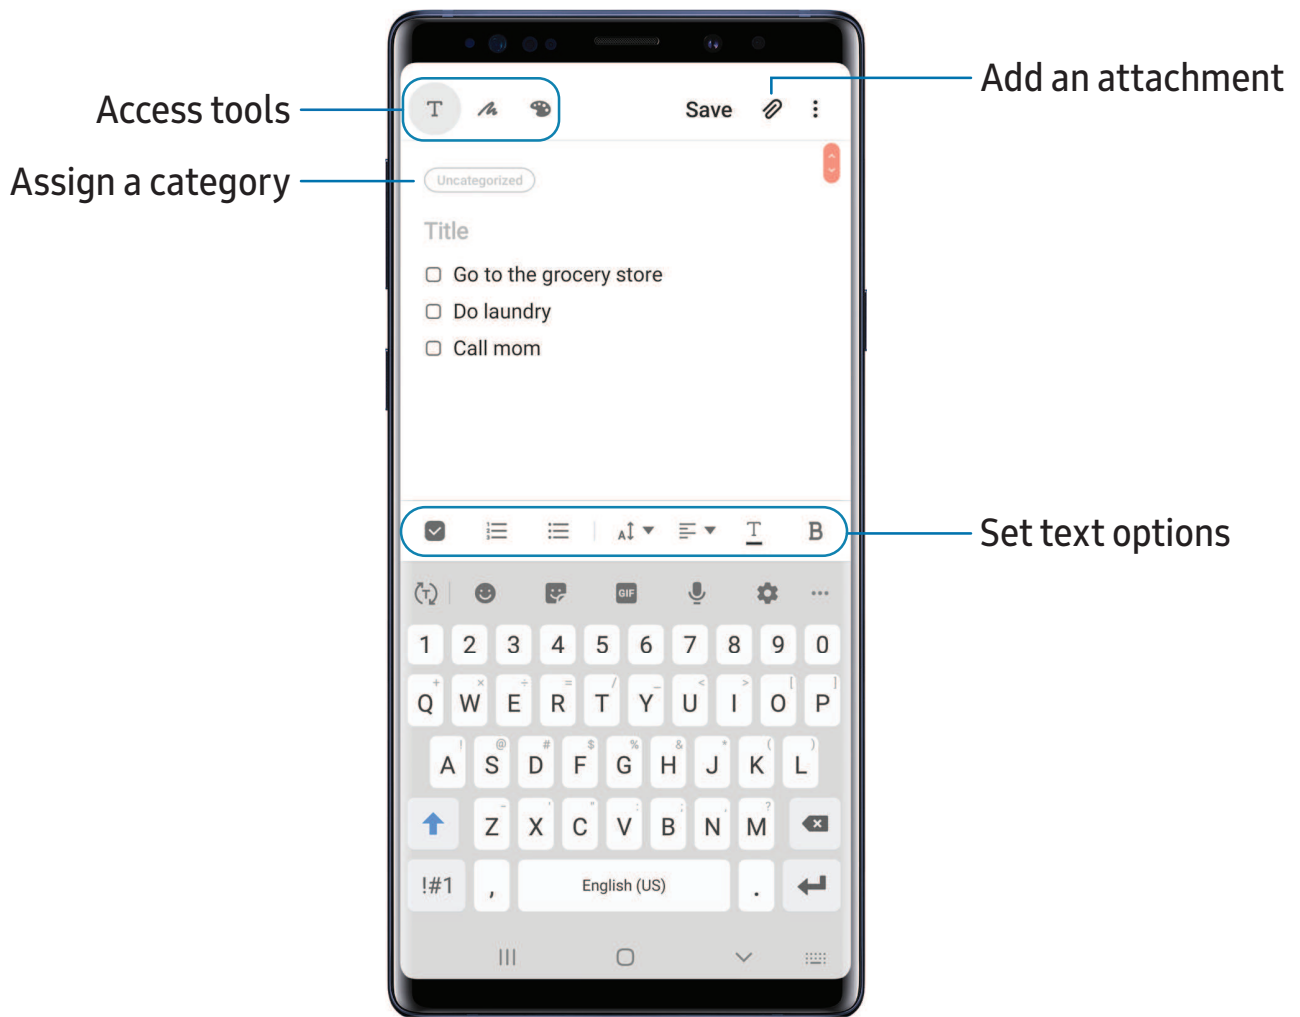 Add an attachment
Access tools
T
Save
Assign a category
Uncategorized
Title
Go to the grocery store
Do laundry
Call mom
Set text options
A T B
T GIF
1 2 3 4 5 6 7 8 9 0
+ × ÷ = / _ < > [ ]
Q W E R T Y U I O P
! @ # $ % & * ( )
A S D F G H J K L
- ' " : ; , ?
Z X C V B N M
!#1 , English (US) .